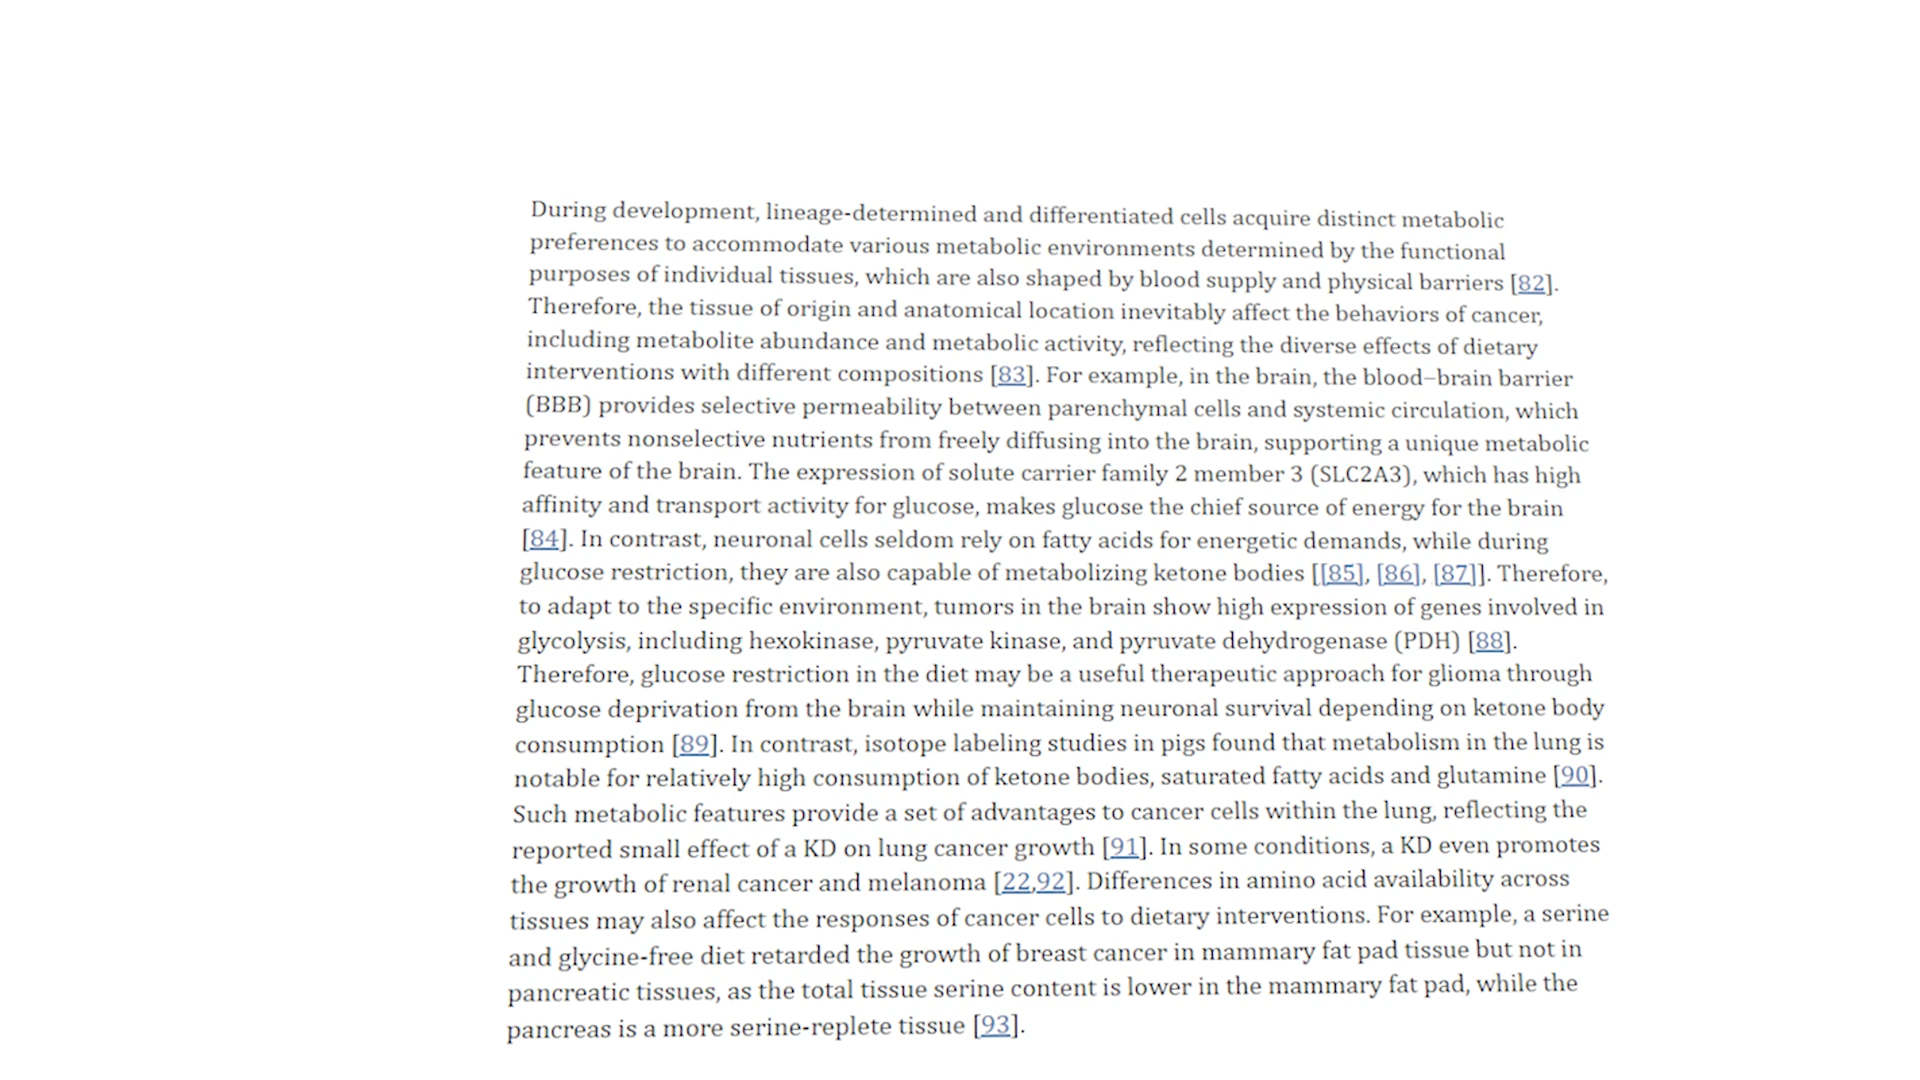 During development, lineage-determined and differentiated cells acquire distinct metabolic
preferences to accommodate various metabolic environments determined by the functional
purposes of individual tissues, which are also shaped by blood supply and physical barriers [82].
Therefore, the tissue of origin and anatomical location inevitably affect the behaviors of cancer,
including metabolite abundance and metabolic activity, reflecting the diverse effects of dietary
interventions with different compositions [83]. For example, in the brain, the blood–brain barrier
(BBB) provides selective permeability between parenchymal cells and systemic circulation, which
prevents nonselective nutrients from freely diffusing into the brain, supporting a unique metabolic
feature of the brain. The expression of solute carrier family 2 member 3 (SLC2A3), which has high
affinity and transport activity for glucose, makes glucose the chief source of energy for the brain
[84]. In contrast, neuronal cells seldom rely on fatty acids for energetic demands, while during
glucose restriction, they are also capable of metabolizing ketone bodies [[85], [86], [87]]. Therefore,
to adapt to the specific environment, tumors in the brain show high expression of genes involved in
glycolysis, including hexokinase, pyruvate kinase, and pyruvate dehydrogenase (PDH) [88].
Therefore, glucose restriction in the diet may be a useful therapeutic approach for glioma through
glucose deprivation from the brain while maintaining neuronal survival depending on ketone body
consumption [89]. In contrast, isotope labeling studies in pigs found that metabolism in the lung is
notable for relatively high consumption of ketone bodies, saturated fatty acids and glutamine [90].
Such metabolic features provide a set of advantages to cancer cells within the lung, reflecting the
reported small effect of a KD on lung cancer growth [91]. In some conditions, a KD even promotes
the growth of renal cancer and melanoma [22,92]. Differences in amino acid availability across
tissues may also affect the responses of cancer cells to dietary interventions. For example, a serine
and glycine-free diet retarded the growth of breast cancer in mammary fat pad tissue but not in
pancreatic tissues, as the total tissue serine content is lower in the mammary fat pad, while the
pancreas is a more serine-replete tissue [93].